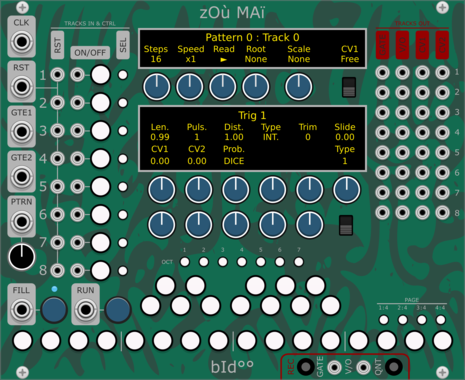 zOù MAï
TRACKS IN & CTRL
TRACKS OUT
CLK
RST
ON/OFF
SEL
RST
GTE1
GTE2
PTRN
FILL
RUN
1
2
3
4
5
6
7
8
Pattern 0 : Track 0
Steps Speed Read Root Scale CV1
16 x1 ► None None Free
Trig 1
Len. Puls. Dist. Type Trim Slide
0.99 1 1.00 INT. 0 0.00
CV1 CV2 Prob. Type
0.00 0.00 DICE 1
1
2
3
4
5
6
7
8
1 2 3 4 5 6 7
OCT
PAGE
1:4 2:4 3:4 4:4
bId°°
REC GATE V/O QNT